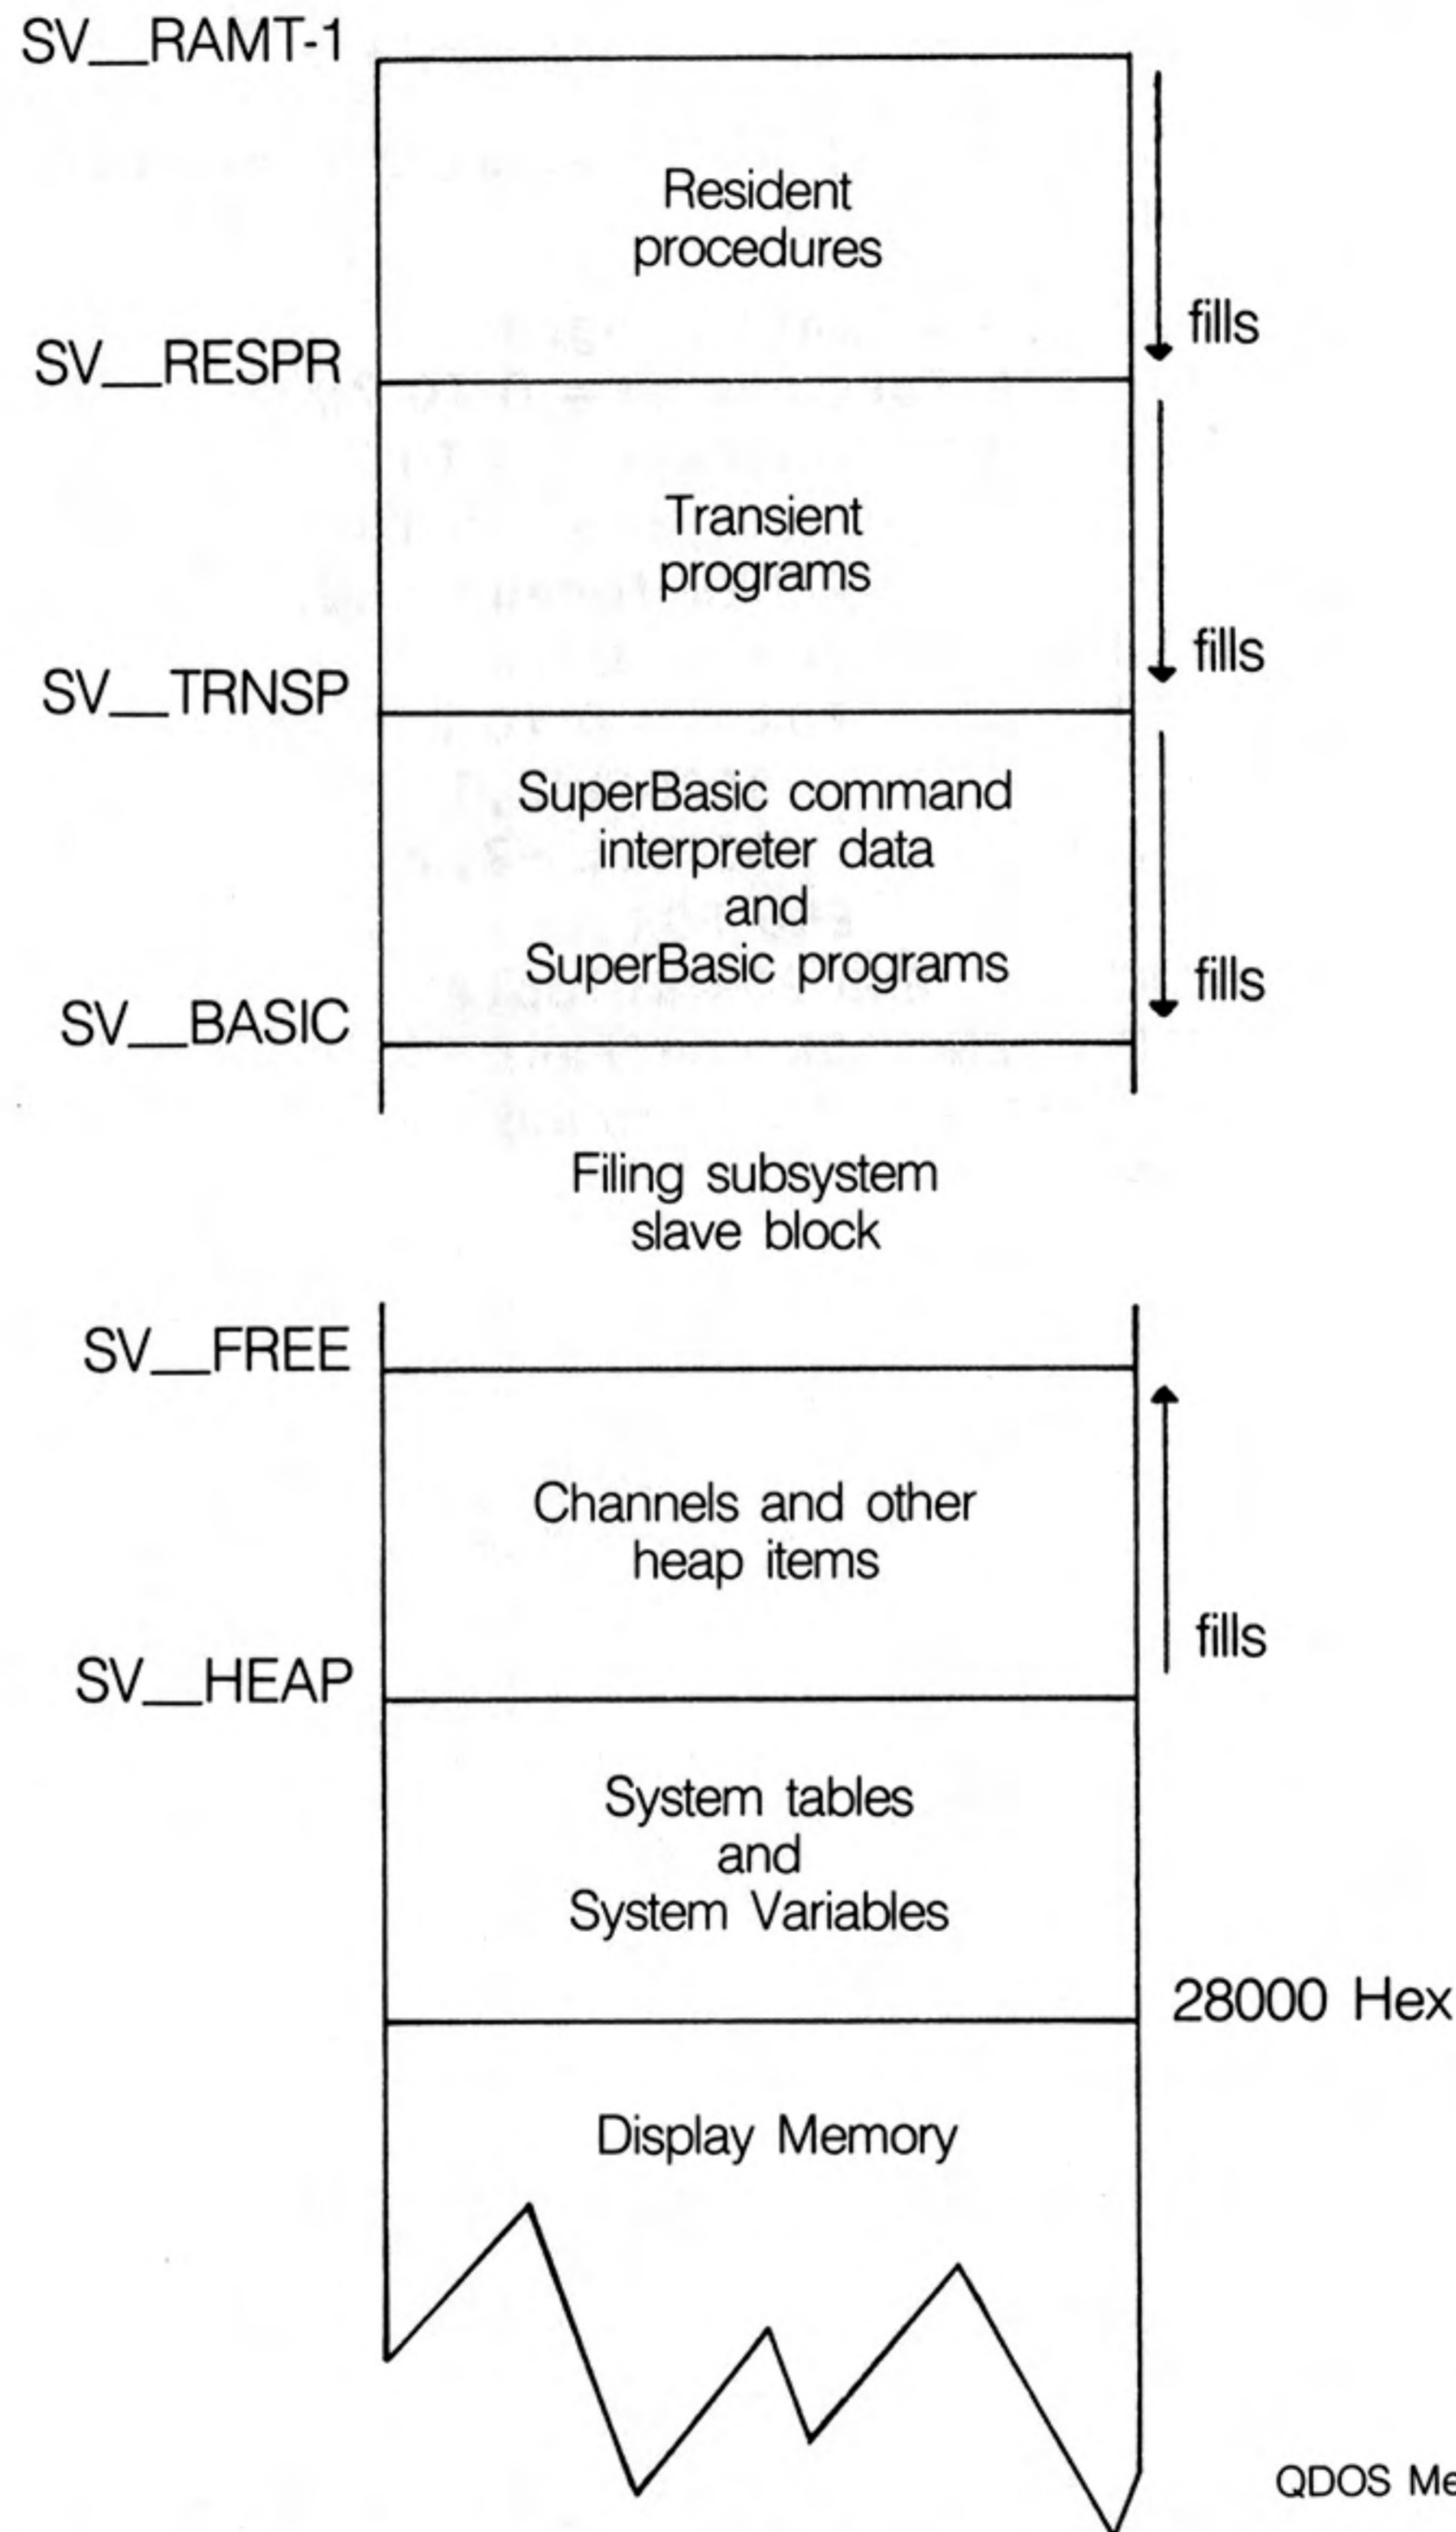 SV__RAMT-1
Resident
procedures
fills
SV__RESPR
Transient
programs
fills
SV__TRNSP
SuperBasic command
interpreter data
and
SuperBasic programs
fills
SV__BASIC
Filing subsystem
slave block
SV__FREE
Channels and other
heap items
fills
SV__HEAP
System tables
and
System Variables
28000 Hex
Display Memory
QDOS